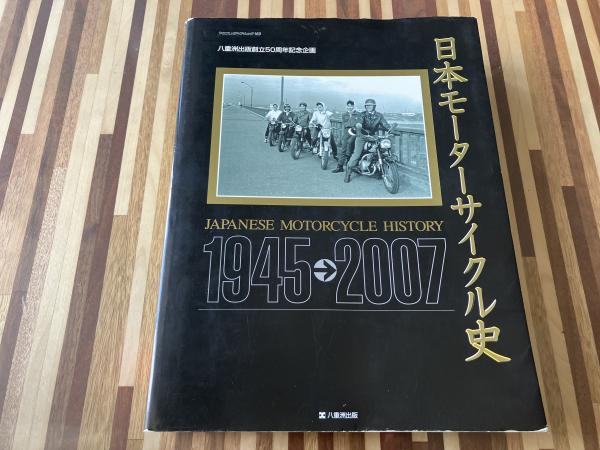 八重洲出版創立50周年記念企画
日本モーターサイクル史
JAPANESE MOTORCYCLE HISTORY
1945→2007
八重洲出版